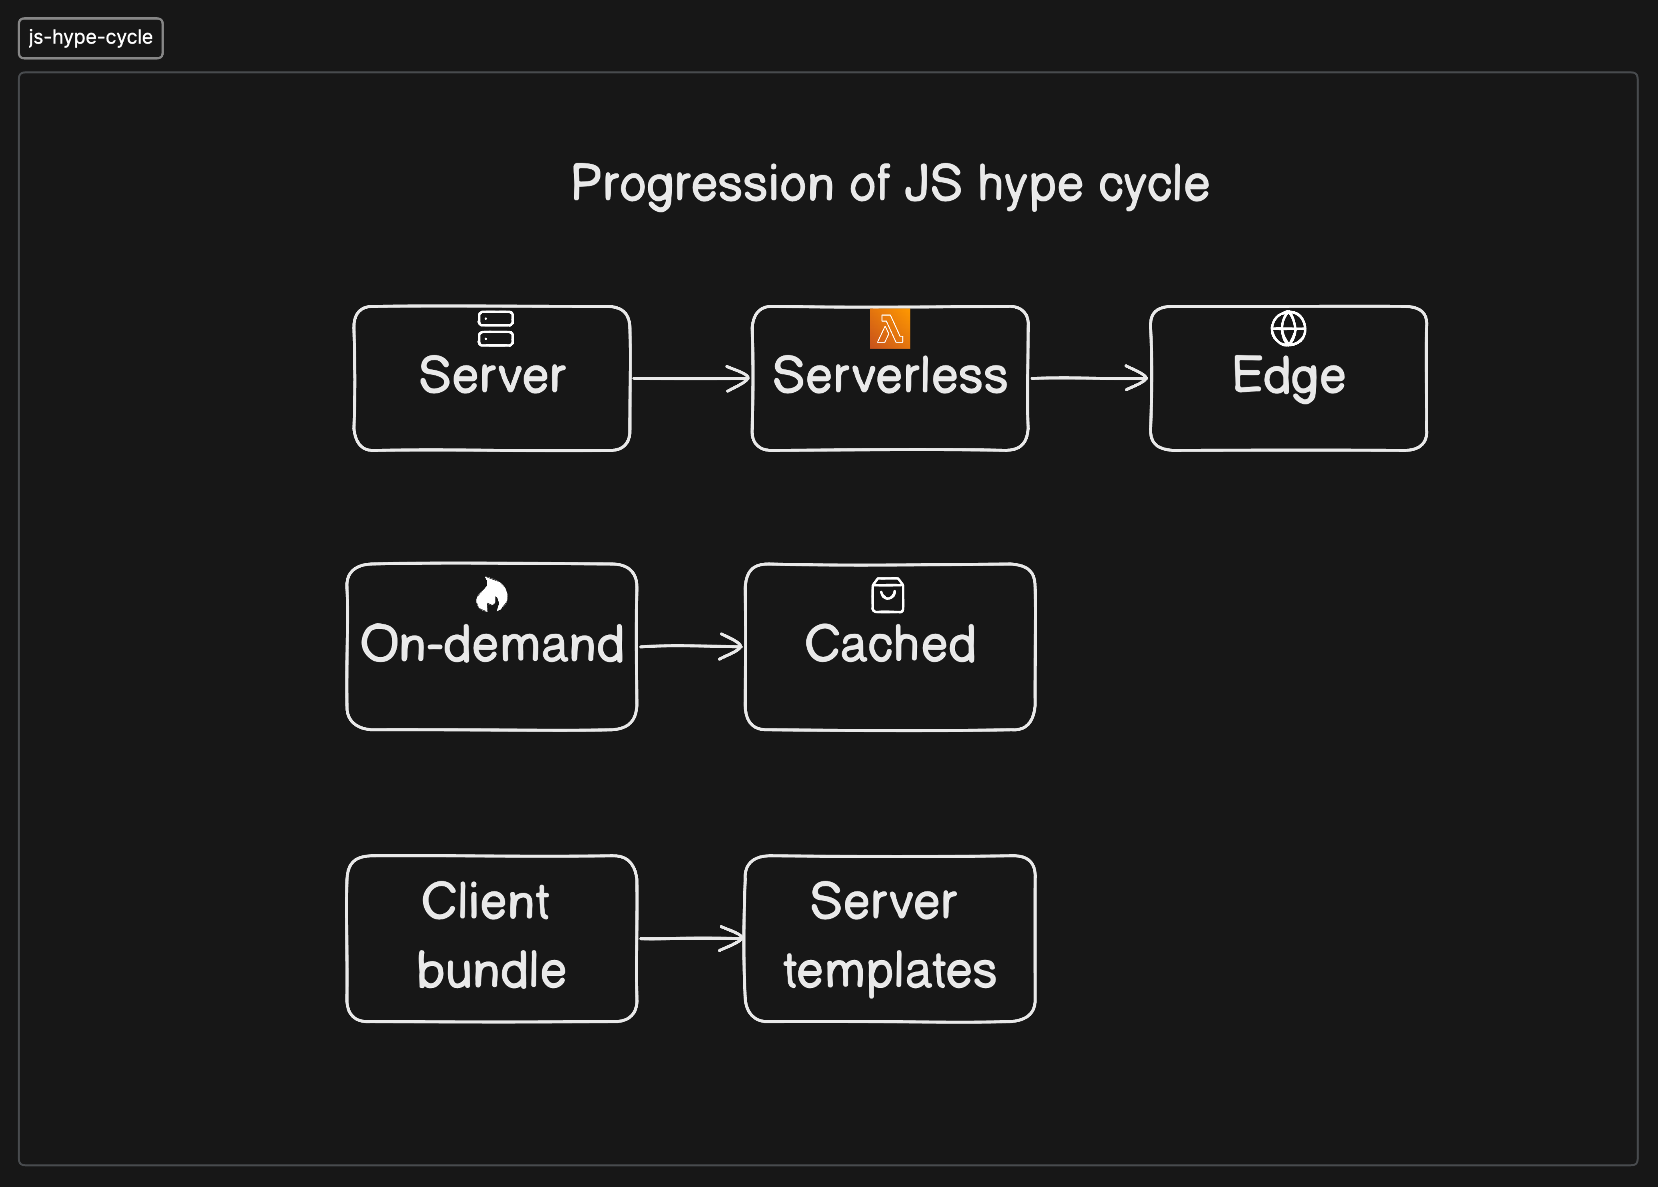 js-hype-cycle
Progression of JS hype cycle
Server
Serverless
Edge
On-demand
Cached
Client
bundle
Server
templates